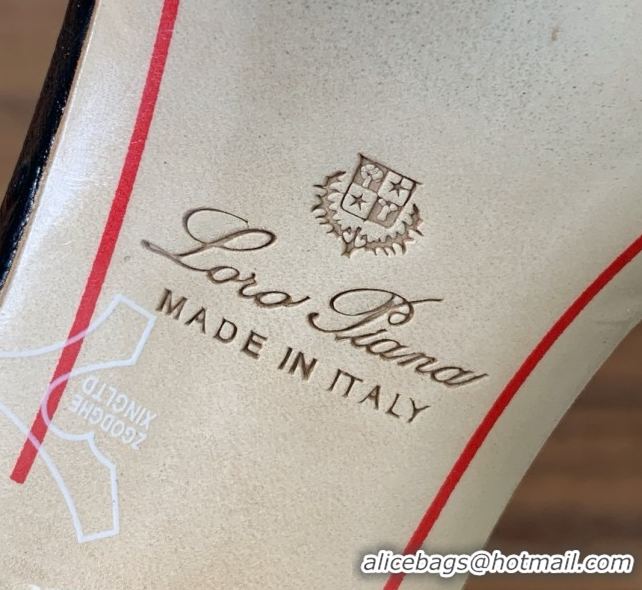 Loro Piana
MADE IN ITALY
ZGODGHE
XINGLTD
alicebags@hotmail.com